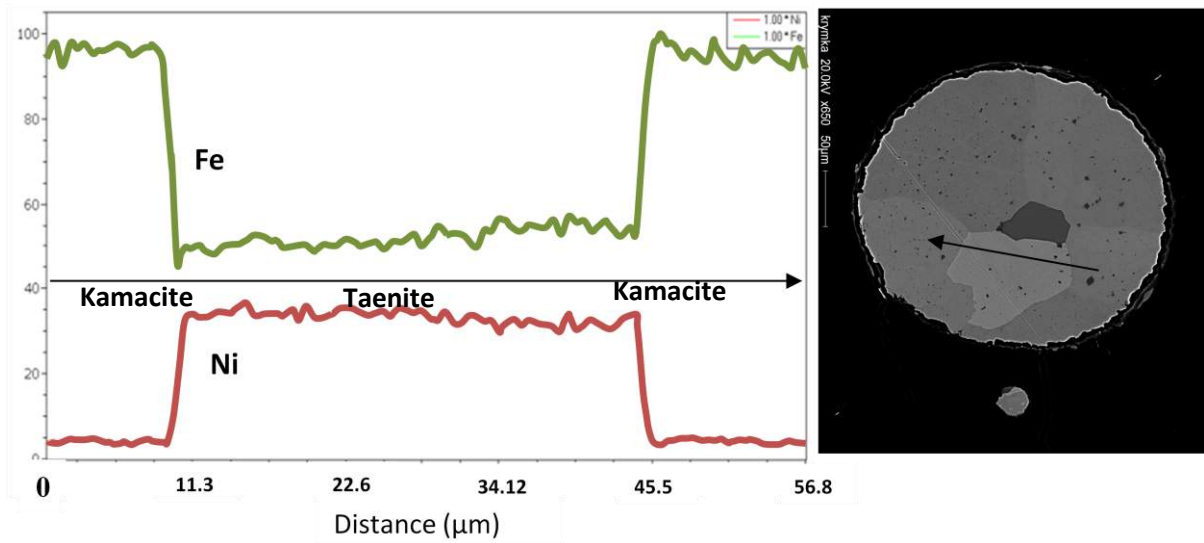 1.00*Ni
1.00*Fe
100
80
60
40
20
0
Fe
Kamacite
Taenite
Kamacite
Ni
0
11.3
22.6
34.12
45.5
56.8
Distance (μm)
krymka 20.0kV x650 50μm